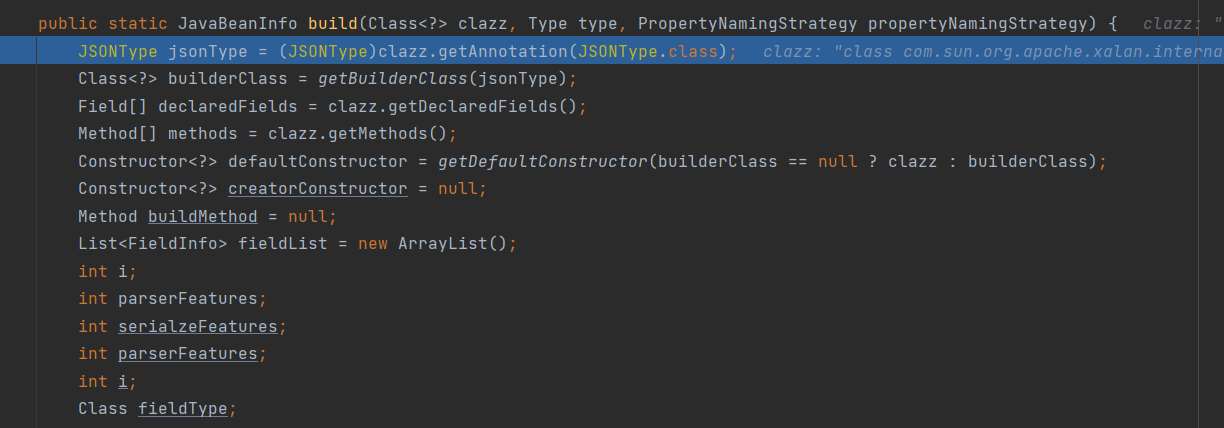 public static JavaBeanInfo build(Class<?> clazz, Type type, PropertyNamingStrategy propertyNamingStrategy) {  clazz: "
JSONType jsonType = (JSONType)clazz.getAnnotation(JSONType.class);  clazz: "class com.sun.org.apache.xalan.interna
Class<?> builderClass = getBuilderClass(jsonType);
Field[] declaredFields = clazz.getDeclaredFields();
Method[] methods = clazz.getMethods();
Constructor<?> defaultConstructor = getDefaultConstructor(builderClass == null ? clazz : builderClass);
Constructor<?> creatorConstructor = null;
Method buildMethod = null;
List<FieldInfo> fieldList = new ArrayList();
int i;
int parserFeatures;
int serialzeFeatures;
int parserFeatures;
int i;
Class fieldType;